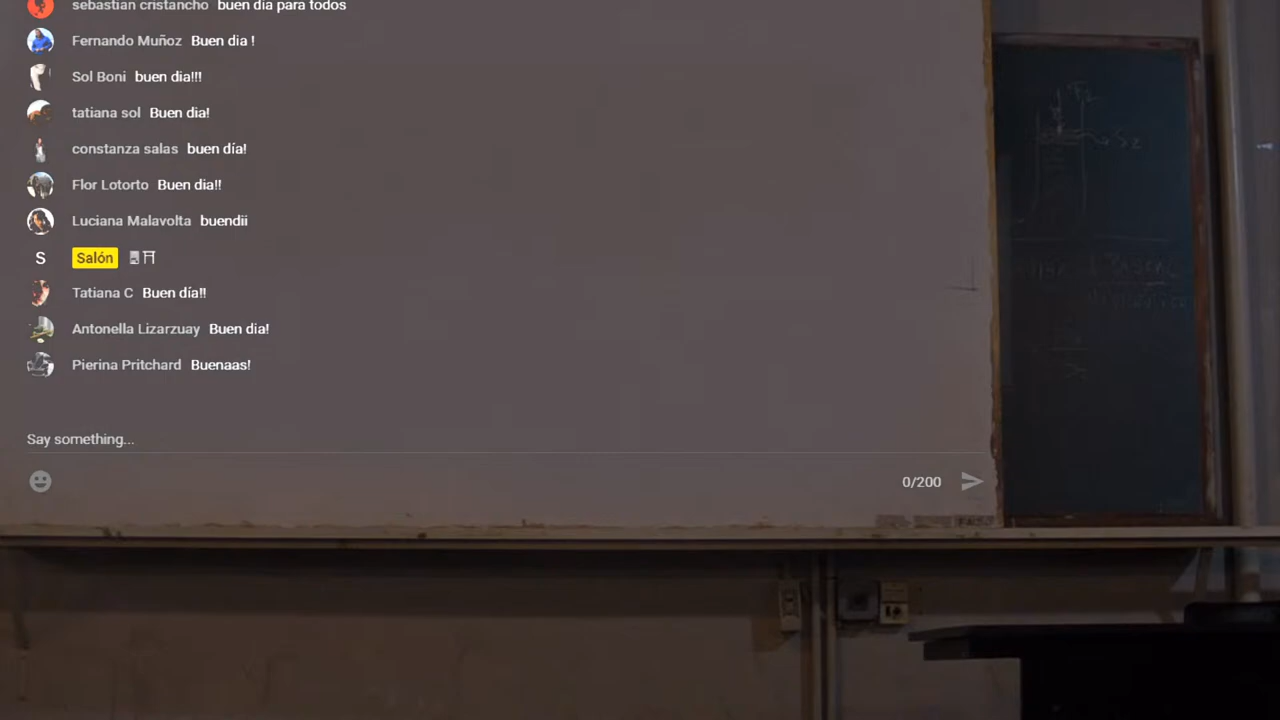 sebastian cristancho buen dia para todos
Fernando Muñoz Buen dia !
Sol Boni buen dia!!!
tatiana sol Buen dia!
constanza salas buen día!
Flor Lotorto Buen dia!!
Luciana Malavolta buendii
S Salón
Tatiana C Buen día!!
Antonella Lizarzuay Buen dia!
Pierina Pritchard Buenaas!
Say something...
0/200